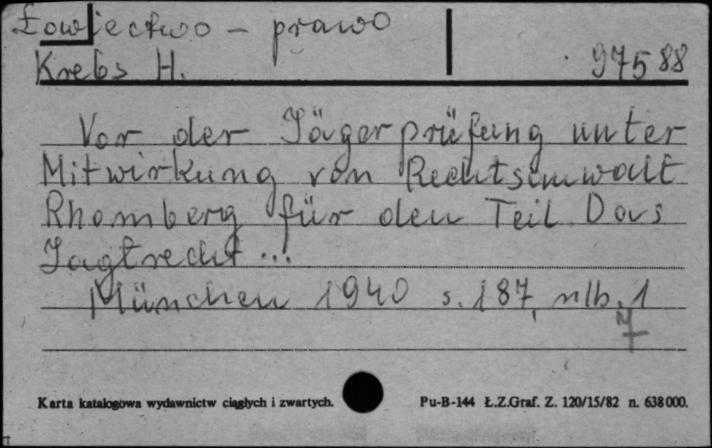 Łowiectwo - prawo
Krebs H. 97588
Vor der Jägerprüfung unter
Mitwirkung von Rechtsanwalt
Rhomberg für den Teil Das
Jagtrecht ...
München 1940 s. 187, nlb. 1
Karta katalogowa wydawnictw ciągłych i zwartych. Pu-B-144 Ł.Z.Graf. Z. 120/15/82 n. 638000.